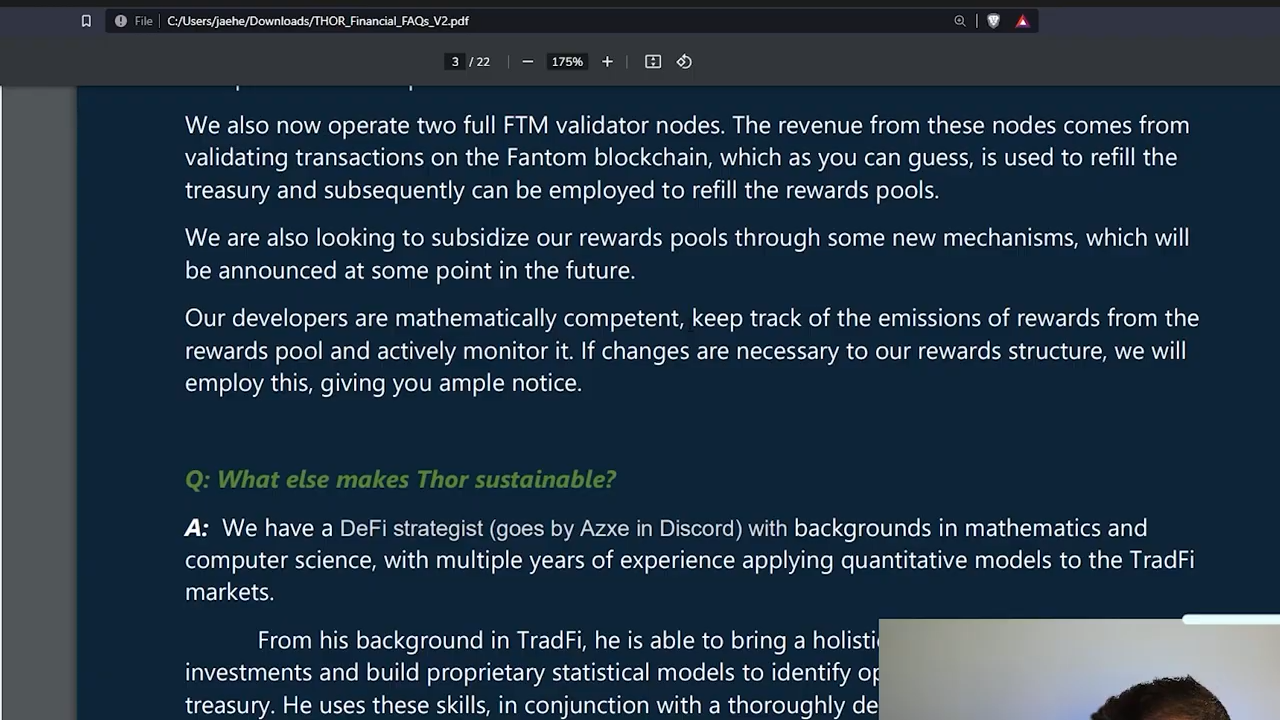 File C:/Users/jaehe/Downloads/THOR_Financial_FAQs_V2.pdf
3 / 22 — 175% +
We also now operate two full FTM validator nodes. The revenue from these nodes comes from
validating transactions on the Fantom blockchain, which as you can guess, is used to refill the
treasury and subsequently can be employed to refill the rewards pools.
We are also looking to subsidize our rewards pools through some new mechanisms, which will
be announced at some point in the future.
Our developers are mathematically competent, keep track of the emissions of rewards from the
rewards pool and actively monitor it. If changes are necessary to our rewards structure, we will
employ this, giving you ample notice.
Q: What else makes Thor sustainable?
A: We have a DeFi strategist (goes by Azxe in Discord) with backgrounds in mathematics and
computer science, with multiple years of experience applying quantitative models to the TradFi
markets.
From his background in TradFi, he is able to bring a
investments and build proprietary statistical models to identify
treasury. He uses these skills, in conjunction with a thoroughly